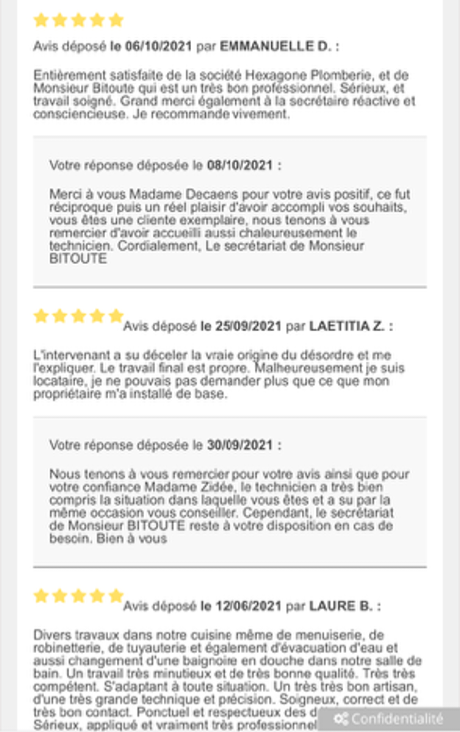 Avis déposé le 06/10/2021 par EMMANUELLE D. :
Entièrement satisfaite de la société Hexagone Plomberie, et de
Monsieur Bitoute qui est un très bon professionnel. Sérieux, et
travail soigné. Grand merci également à la secrétaire réactive et
consciencieuse. Je recommande vivement.
Votre réponse déposée le 08/10/2021 :
Merci à vous Madame Decaens pour votre avis positif, ce fut
réciproque puis un réel plaisir d'avoir accompli vos souhaits,
vous êtes une cliente exemplaire, nous tenons à vous
remercier d'avoir accueilli aussi chaleureusement le
technicien. Cordialement, Le secrétariat de Monsieur
BITOUTE
Avis déposé le 25/09/2021 par LAETITIA Z. :
L'intervenant a su déceler la vraie origine du désordre et me
l'expliquer. Le travail final est propre. Malheureusement je suis
locataire, je ne pouvais pas demander plus que ce que mon
propriétaire m'a installé de base.
Votre réponse déposée le 30/09/2021 :
Nous tenons à vous remercier pour votre avis ainsi que pour
votre confiance Madame Zidée, le technicien a très bien
compris la situation dans laquelle vous êtes et a su par la
même occasion vous conseiller. Cependant, le secrétariat
de Monsieur BITOUTE reste à votre disposition en cas de
besoin. Bien à vous
Avis déposé le 12/06/2021 par LAURE B. :
Divers travaux dans notre cuisine même de menuiserie, de
robinetterie, de tuyauterie et également d'évacuation d'eau et
aussi changement d'une baignoire en douche dans notre salle de
bain. Un travail très minutieux et de très bonne qualité. Très très
compétent. S'adaptant à toute situation. Un très très bon artisan,
d'une très grande technique et précision. Soigneux, correct et de
très bon contact. Ponctuel et respectueux des
Sérieux, appliqué et vraiment très professionnel
Confidentialité